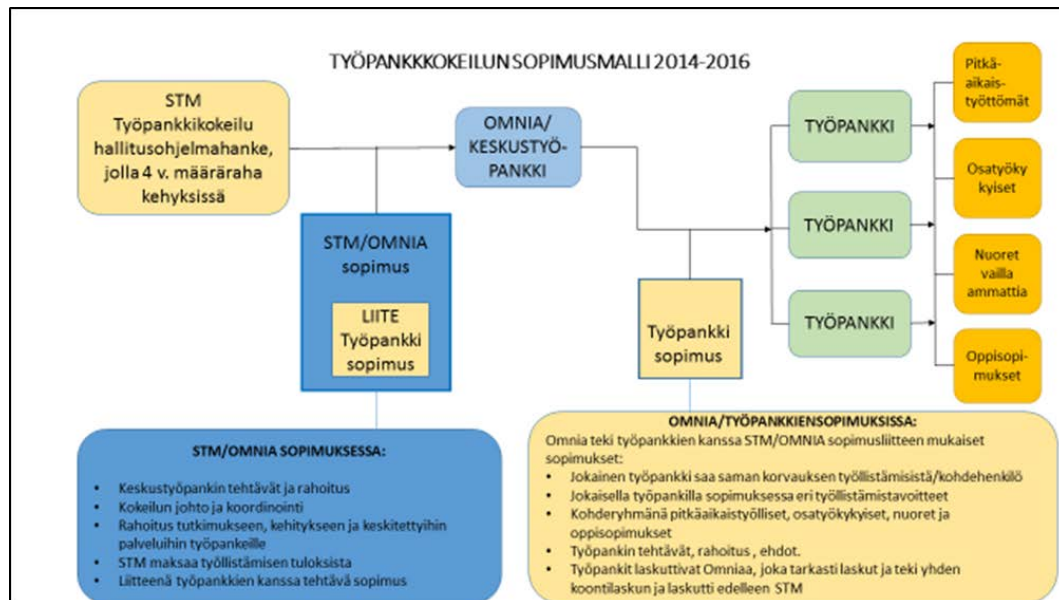 TYÖPANKKKOKEILUN SOPIMUSMALLI 2014-2016
STM
Työpankkikokeilu
hallitusohjelmahanke,
jolla 4 v. määräraha
kehyksissä
OMNIA/
KESKUSTYÖ-
PANKKI
STM/OMNIA
sopimus
LIITE
Työpankki
sopimus
Työpankki
sopimus
TYÖPANKKI
TYÖPANKKI
TYÖPANKKI
Pitkä-
aikais-
työttömät
Osatyöky
kyiset
Nuoret
vailla
ammattia
Oppisopi-
mukset
STM/OMNIA SOPIMUKSESSA:
• Keskustyöpankin tehtävät ja rahoitus
• Kokeilun johto ja koordinointi
• Rahoitus tutkimukseen, kehitykseen ja keskitettyihin
palveluihin työpankeille
• STM maksaa työllistämisen tuloksista
• Liitteenä työpankkien kanssa tehtävä sopimus
OMNIA/TYÖPANKKIENSOPIMUKSISSA:
Omnia teki työpankkien kanssa STM/OMNIA sopimusliitteen mukaiset
sopimukset:
• Jokainen työpankki saa saman korvauksen työllistämisistä/kohdehenkilö
• Jokaisella työpankilla sopimuksessa eri työllistämistavoitteet
• Kohderyhmänä pitkäaikaistyölliset, osatyökykyiset, nuoret ja
oppisopimukset
• Työpankin tehtävät, rahoitus , ehdot.
• Työpankit laskuttivat Omniaa, joka tarkasti laskut ja teki yhden
koontilaskun ja laskutti edelleen STM